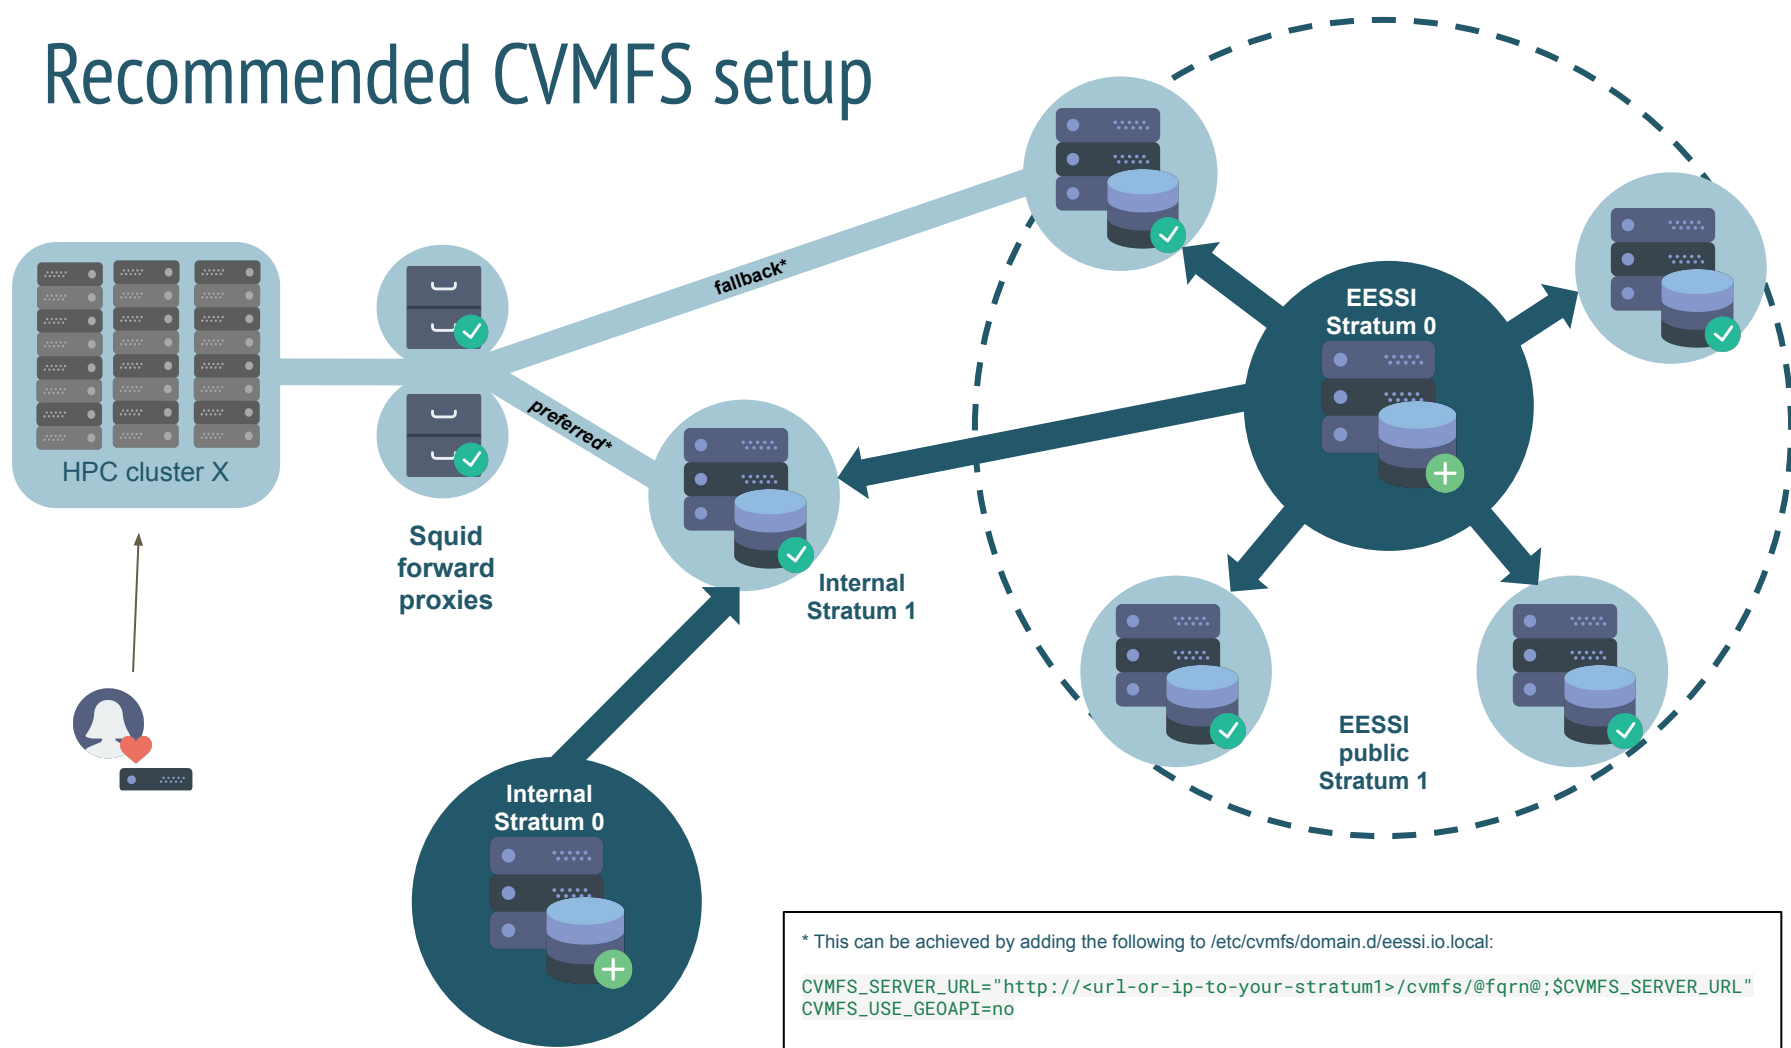 Recommended CVMFS setup
fallback*
EESSI
Stratum 0
preferred*
HPC cluster X
Squid
forward
proxies
Internal
Stratum 1
EESSI
public
Stratum 1
Internal
Stratum 0
* This can be achieved by adding the following to /etc/cvmfs/domain.d/eessi.io.local:
CVMFS_SERVER_URL="http://<url-or-ip-to-your-stratum1>/cvmfs/@fqrn@;$CVMFS_SERVER_URL"
CVMFS_USE_GEOAPI=no